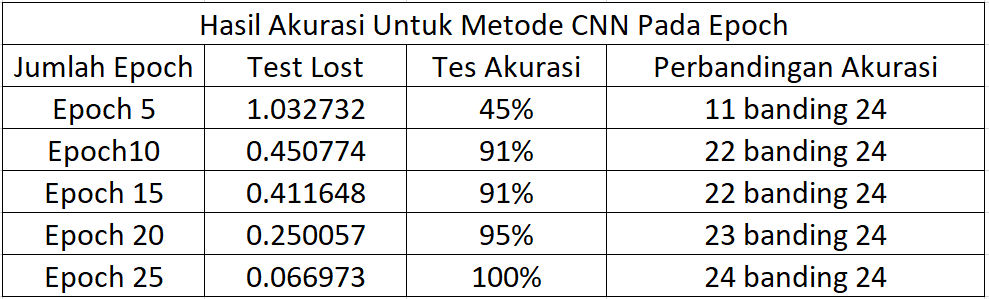 Hasil Akurasi Untuk Metode CNN Pada Epoch
Jumlah Epoch Test Lost Tes Akurasi Perbandingan Akurasi
Epoch 5 1.032732 45% 11 banding 24
Epoch10 0.450774 91% 22 banding 24
Epoch 15 0.411648 91% 22 banding 24
Epoch 20 0.250057 95% 23 banding 24
Epoch 25 0.066973 100% 24 banding 24